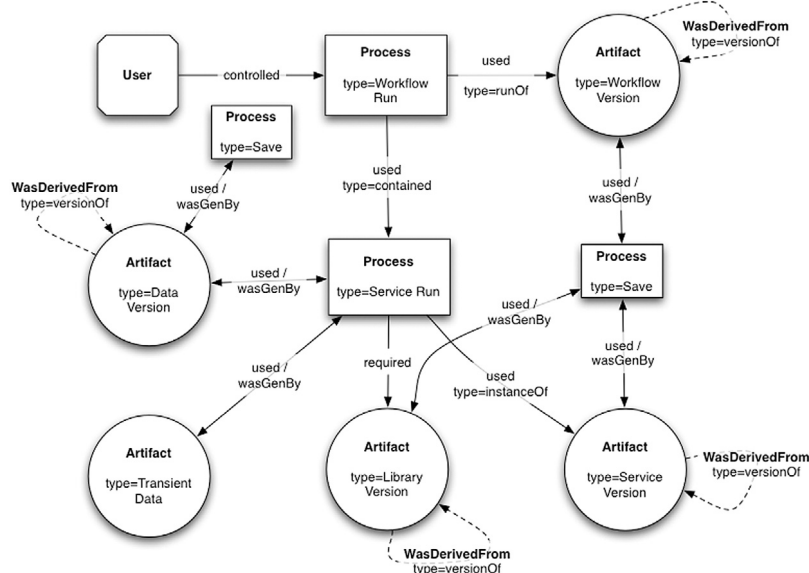 WasDerivedFrom
type=versionOf
User
controlled
Process
type=Workflow
Run
used
type=runOf
Artifact
type=Workflow
Version
Process
type=Save
used
type=contained
used /
wasGenBy
used /
wasGenBy
WasDerivedFrom
type=versionOf
Artifact
type=Data
Version
used /
wasGenBy
Process
type=Service Run
Process
type=Save
used /
wasGenBy
used /
wasGenBy
required
used
type=instanceOf
used /
wasGenBy
Artifact
type=Transient
Data
Artifact
type=Library
Version
Artifact
type=Service
Version
WasDerivedFrom
type=versionOf
WasDerivedFrom
type=versionOf